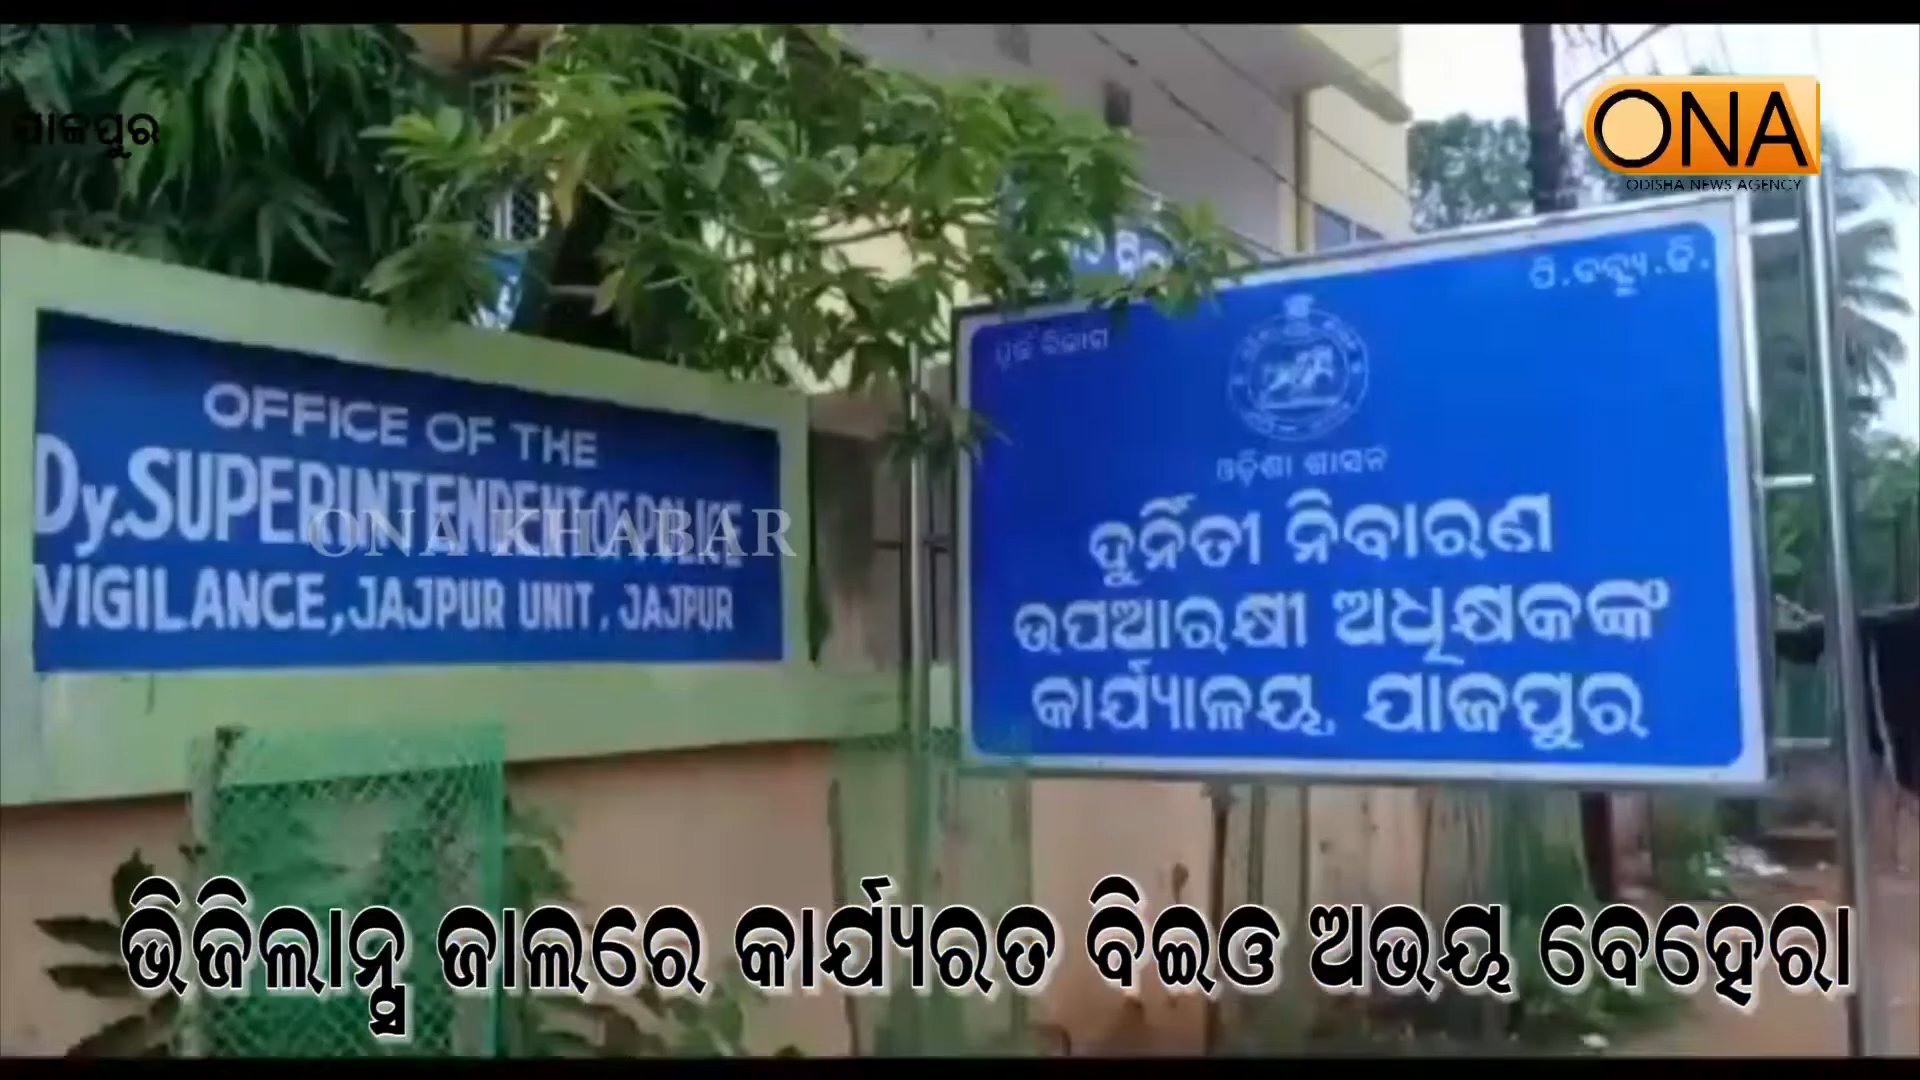 ଯାଜପୁର
ONA
ODISHA NEWS AGENCY
OFFICE OF THE
Dy.SUPERINTENDENT OF POLICE
VIGILANCE, JAJPUR UNIT, JAJPUR
ONA KHABAR
ପି.ଡବ୍ଲ୍ୟୁ.ଡି.
ପୂର୍ତ୍ତ ବିଭାଗ
ଓଡ଼ିଶା ଶାସନ
ଦୁର୍ନିତୀ ନିବାରଣ
ଉପଆରକ୍ଷୀ ଅଧିକ୍ଷକଙ୍କ
କାର୍ଯ୍ୟାଳୟ, ଯାଜପୁର
ଭିଜିଲାନ୍ସ ଜାଲରେ କାର୍ଯ୍ୟରତ ବିଇଓ ଅଭୟ ବେହେରା